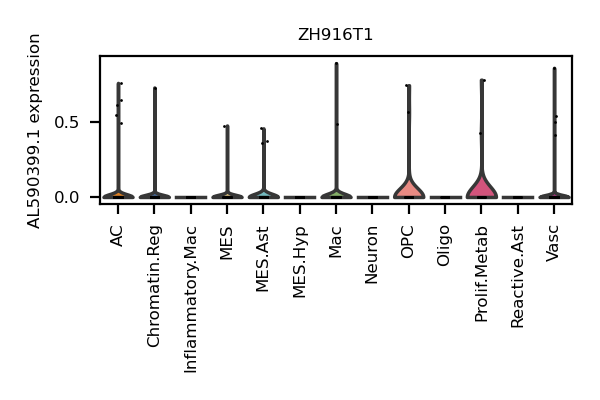 ZH916T1
AL590399.1 expression
0.5
0.0
AC
Chromatin.Reg
Inflammatory.Mac
MES
MES.Ast
MES.Hyp
Mac
Neuron
OPC
Oligo
Prolif.Metab
Reactive.Ast
Vasc